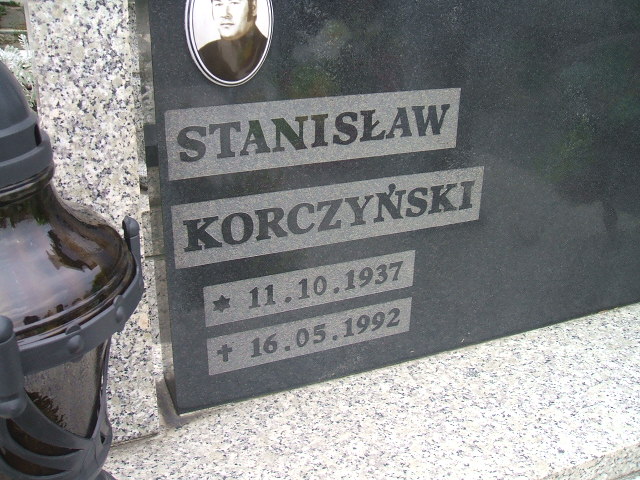 STANISŁAW
KORCZYŃSKI
* 11.10.1937
✝ 16.05.1992